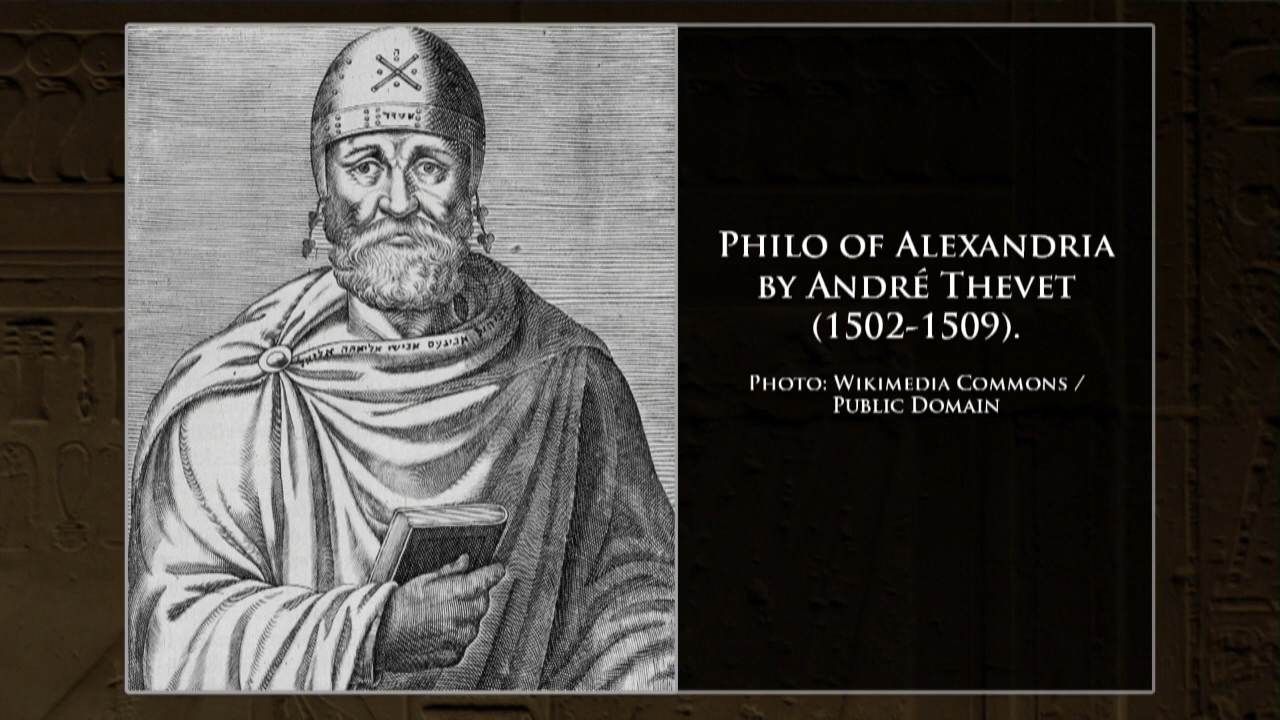 PHILO OF ALEXANDRIA
BY ANDRÉ THEVET
(1502-1509).
PHOTO: WIKIMEDIA COMMONS /
PUBLIC DOMAIN